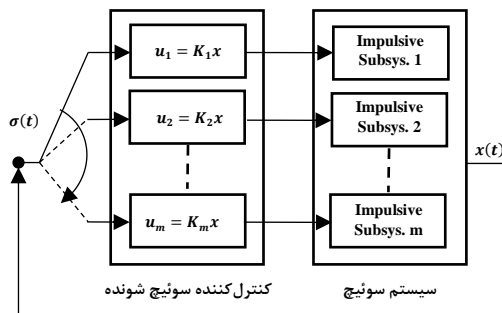 σ(t)
u₁ = K₁x
u₂ = K₂x
uₘ = Kₘx
Impulsive
Subsys. 1
Impulsive
Subsys. 2
Impulsive
Subsys. m
x(t)
کنترل‌کننده سوئیچ شونده
سیستم سوئیچ